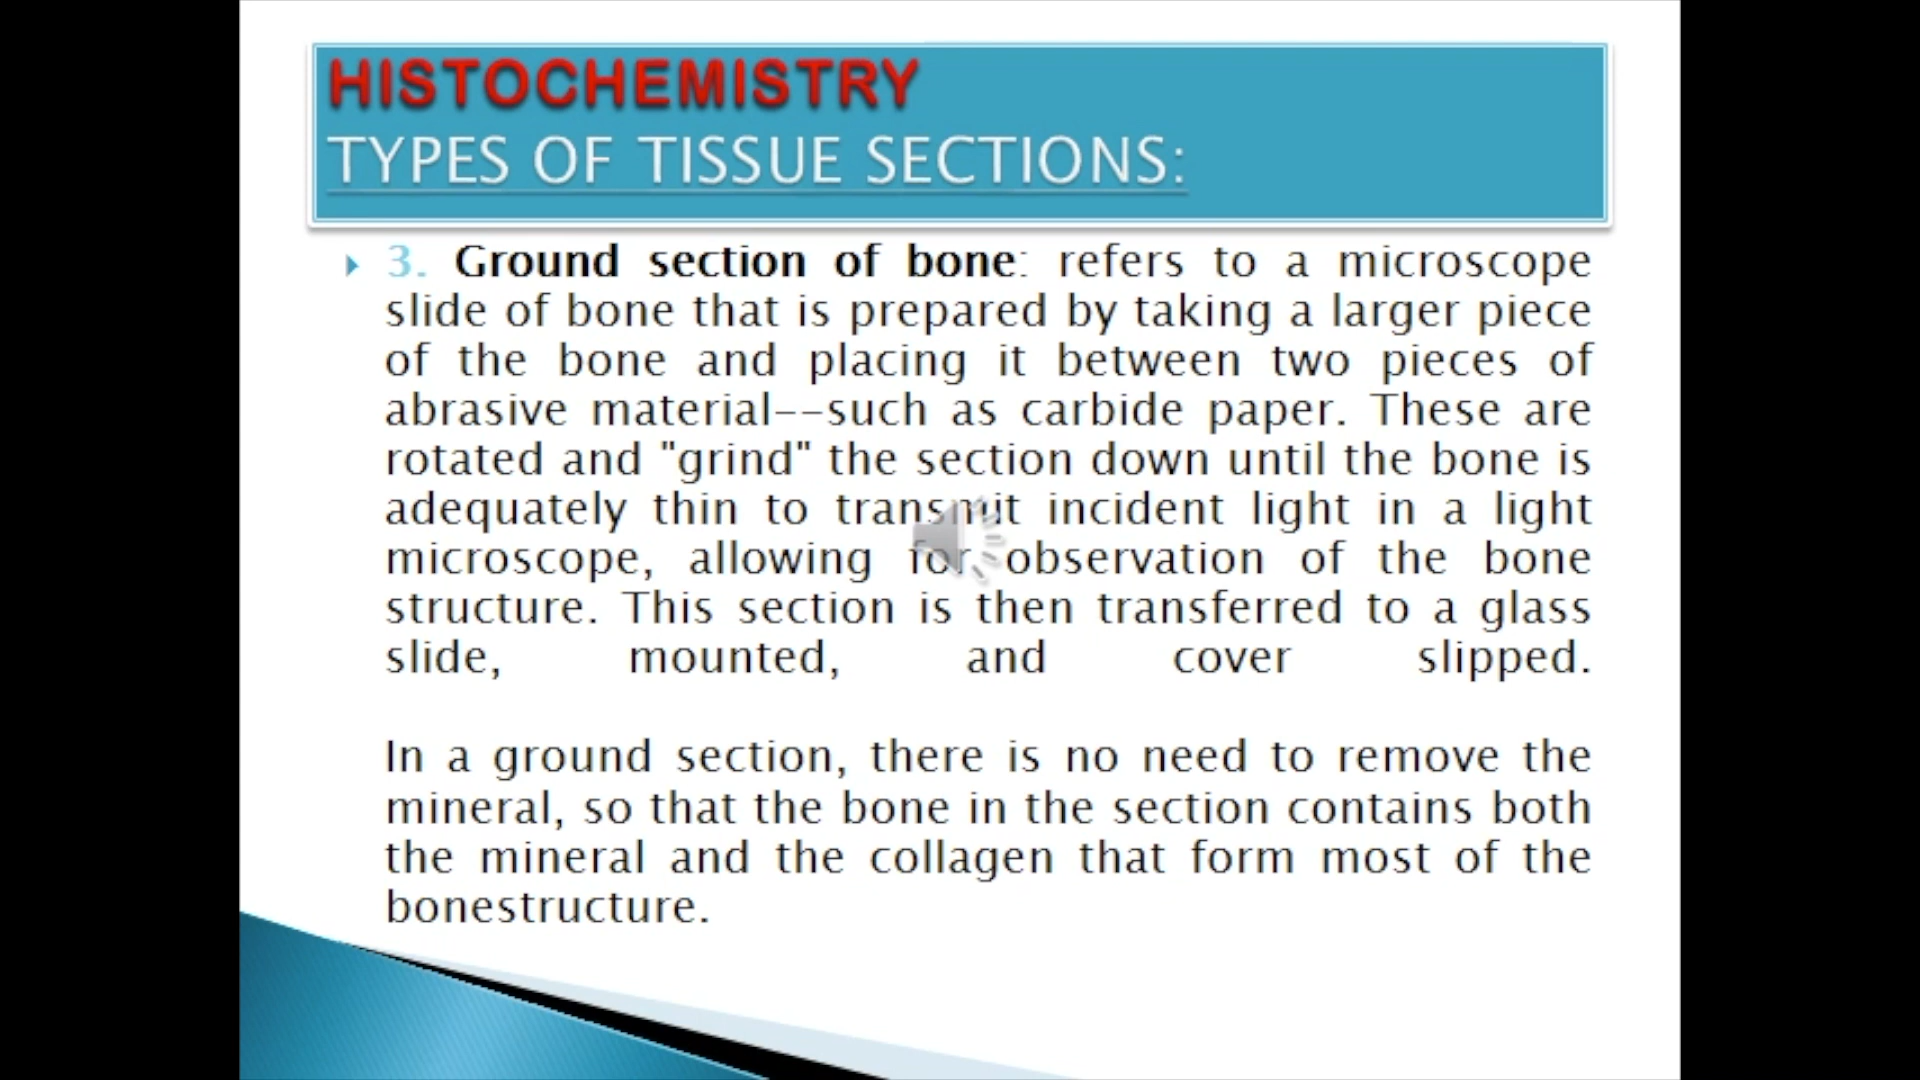 HISTOCHEMISTRY
TYPES OF TISSUE SECTIONS:
3. Ground section of bone: refers to a microscope
slide of bone that is prepared by taking a larger piece
of the bone and placing it between two pieces of
abrasive material--such as carbide paper. These are
rotated and "grind" the section down until the bone is
adequately thin to transmit incident light in a light
microscope, allowing for observation of the bone
structure. This section is then transferred to a glass
slide, mounted, and cover slipped.
In a ground section, there is no need to remove the
mineral, so that the bone in the section contains both
the mineral and the collagen that form most of the
bonestructure.